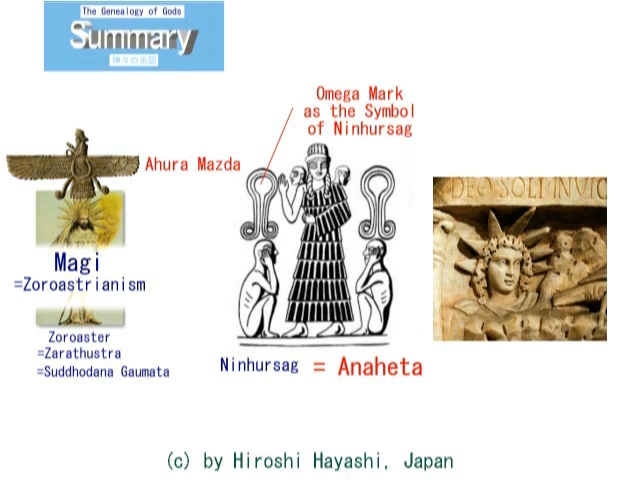 The Genealogy of Gods
Summary
神々の系図
Omega Mark
as the Symbol
of Ninhursag
Ahura Mazda
DEO SOLI INVIC
Magi
=Zoroastrianism
Zoroaster
=Zarathustra
=Suddhodana Gaumata
Ninhursag = Anaheta
(c) by Hiroshi Hayashi, Japan